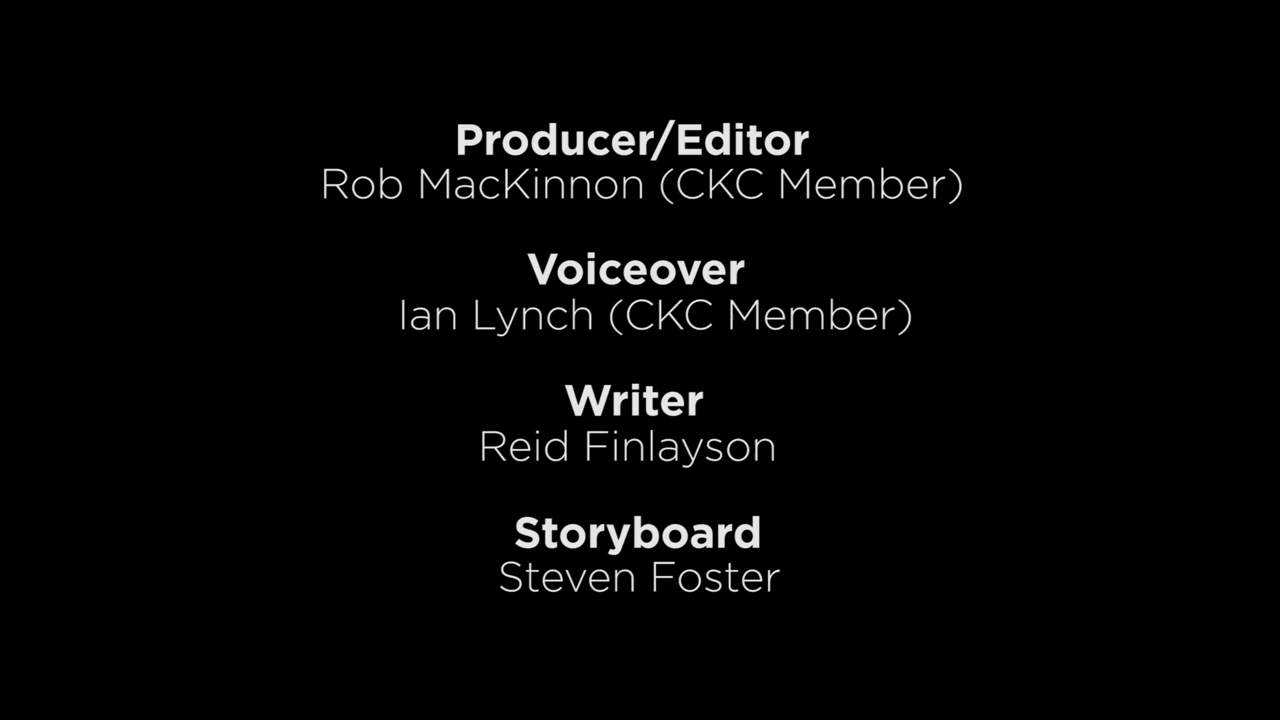 Producer/Editor
Rob MacKinnon (CKC Member)
Voiceover
Ian Lynch (CKC Member)
Writer
Reid Finlayson
Storyboard
Steven Foster